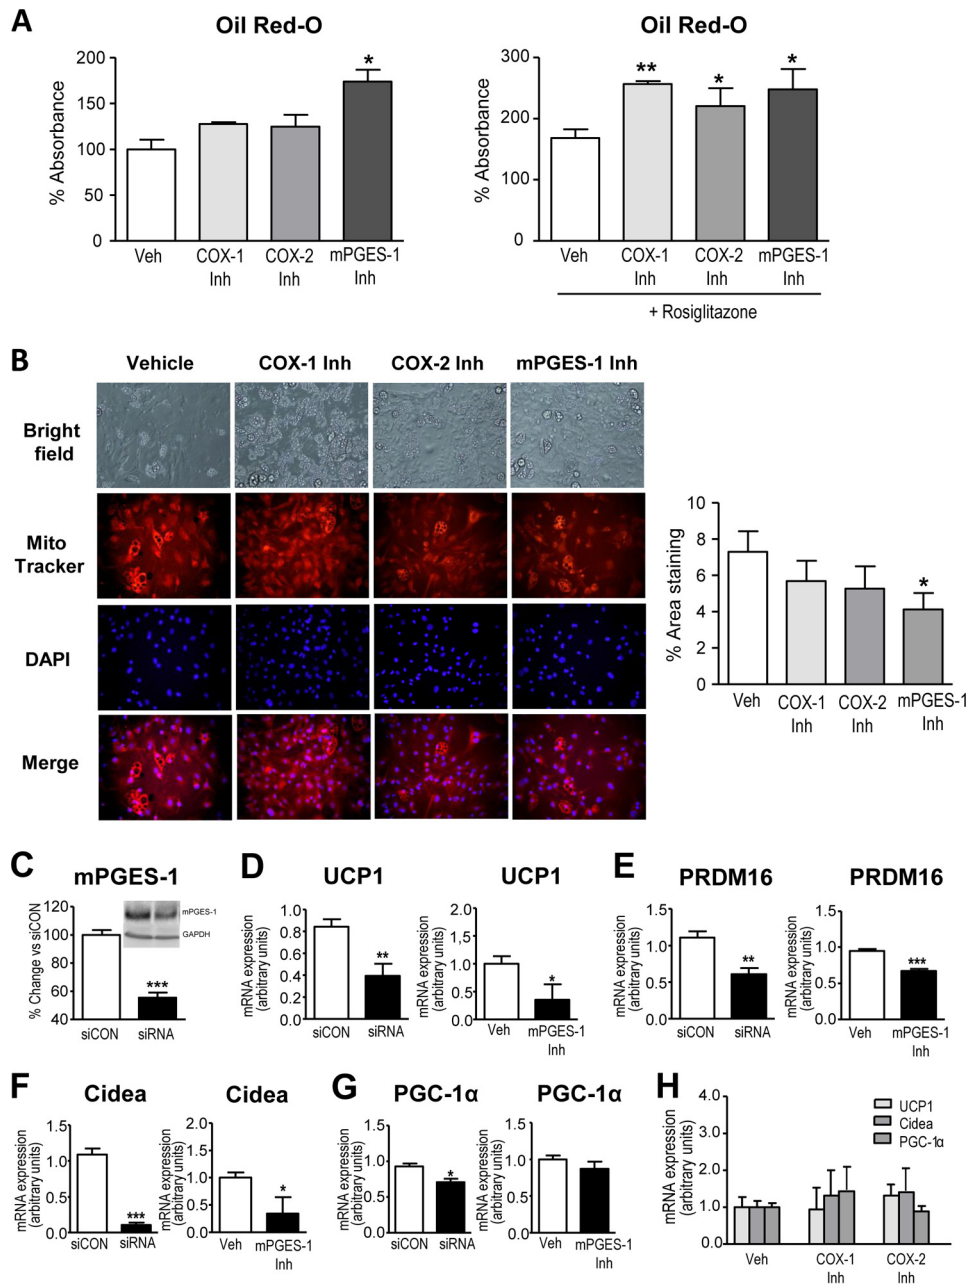 A
Oil Red-O
% Absorbance
200
150
100
50
0
*
Veh
COX-1
Inh
COX-2
Inh
mPGES-1
Inh
Oil Red-O
% Absorbance
300
200
100
0
**
*
*
Veh
COX-1
Inh
COX-2
Inh
mPGES-1
Inh
+ Rosiglitazone
B
Vehicle
COX-1 Inh
COX-2 Inh
mPGES-1 Inh
Bright
field
Mito
Tracker
DAPI
Merge
% Area staining
10
8
6
4
2
0
*
Veh
COX-1
Inh
COX-2
Inh
mPGES-1
Inh
C
mPGES-1
% Change vs siCON
120
100
80
60
40
mPGES-1
GAPDH
***
siCON
siRNA
D
UCP1
mRNA expression
(arbitrary units)
1.0
0.8
0.6
0.4
0.2
0.0
**
siCON
siRNA
UCP1
mRNA expression
(arbitrary units)
2.0
1.5
1.0
0.5
0.0
*
Veh
mPGES-1
Inh
E
PRDM16
mRNA expression
(arbitrary units)
1.5
1.0
0.5
0.0
**
siCON
siRNA
PRDM16
mRNA expression
(arbitrary units)
1.5
1.0
0.5
0.0
***
Veh
mPGES-1
Inh
F
Cidea
mRNA expression
(arbitrary units)
1.5
1.0
0.5
0.0
***
siCON
siRNA
Cidea
mRNA expression
(arbitrary units)
2.0
1.5
1.0
0.5
0.0
*
Veh
mPGES-1
Inh
G
PGC-1α
mRNA expression
(arbitrary units)
1.5
1.0
0.5
0.0
*
siCON
siRNA
PGC-1α
mRNA expression
(arbitrary units)
1.5
1.0
0.5
0.0
Veh
mPGES-1
Inh
H
mRNA expression
(arbitrary units)
4.0
3.0
2.0
1.0
0.0
UCP1
Cidea
PGC-1α
Veh
COX-1
Inh
COX-2
Inh